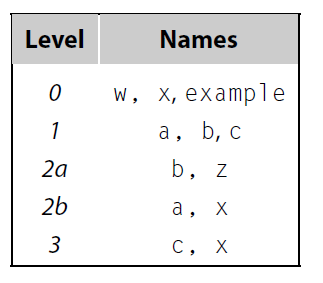 Level Names
0 w, x, example
1 a, b, c
2a b, z
2b a, x
3 c, x